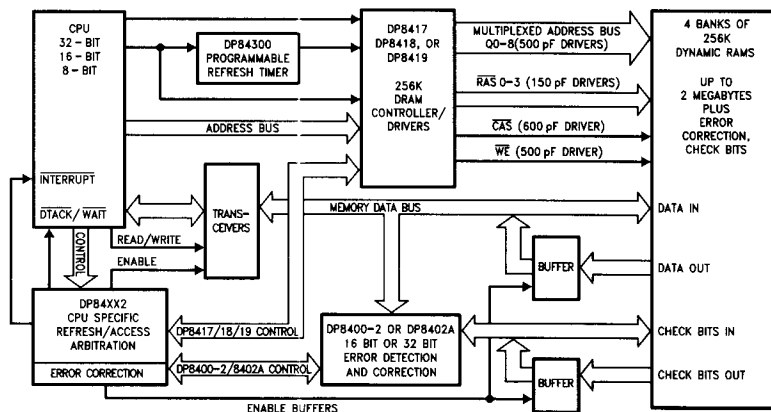 CPU
32-BIT
16-BIT
8-BIT
INTERRUPT
DTACK/WAIT
DP84300
PROGRAMMABLE
REFRESH TIMER
DP8417
DP8418, OR
DP8419
256K
DRAM
CONTROLLER/
DRIVERS
MULTIPLEXED ADDRESS BUS
Q0-8(500 pF DRIVERS)
RAS 0-3 (150 pF DRIVERS)
CAS (600 pF DRIVER)
WE (500 pF DRIVER)
4 BANKS OF
256K
DYNAMIC RAMS
UP TO
2 MEGABYTES
PLUS
ERROR
CORRECTION,
CHECK BITS
ADDRESS BUS
TRANS-
CEIVERS
MEMORY DATA BUS
DATA IN
CONTROL
READ/WRITE
ENABLE
BUFFER
DATA OUT
DP84XX2
CPU SPECIFIC
REFRESH/ACCESS
ARBITRATION
ERROR CORRECTION
DP8417/18/19 CONTROL
DP8400-2/8402A CONTROL
DP8400-2 OR DP8402A
16 BIT OR 32 BIT
ERROR DETECTION
AND CORRECTION
CHECK BITS IN
BUFFER
CHECK BITS OUT
ENABLE BUFFERS